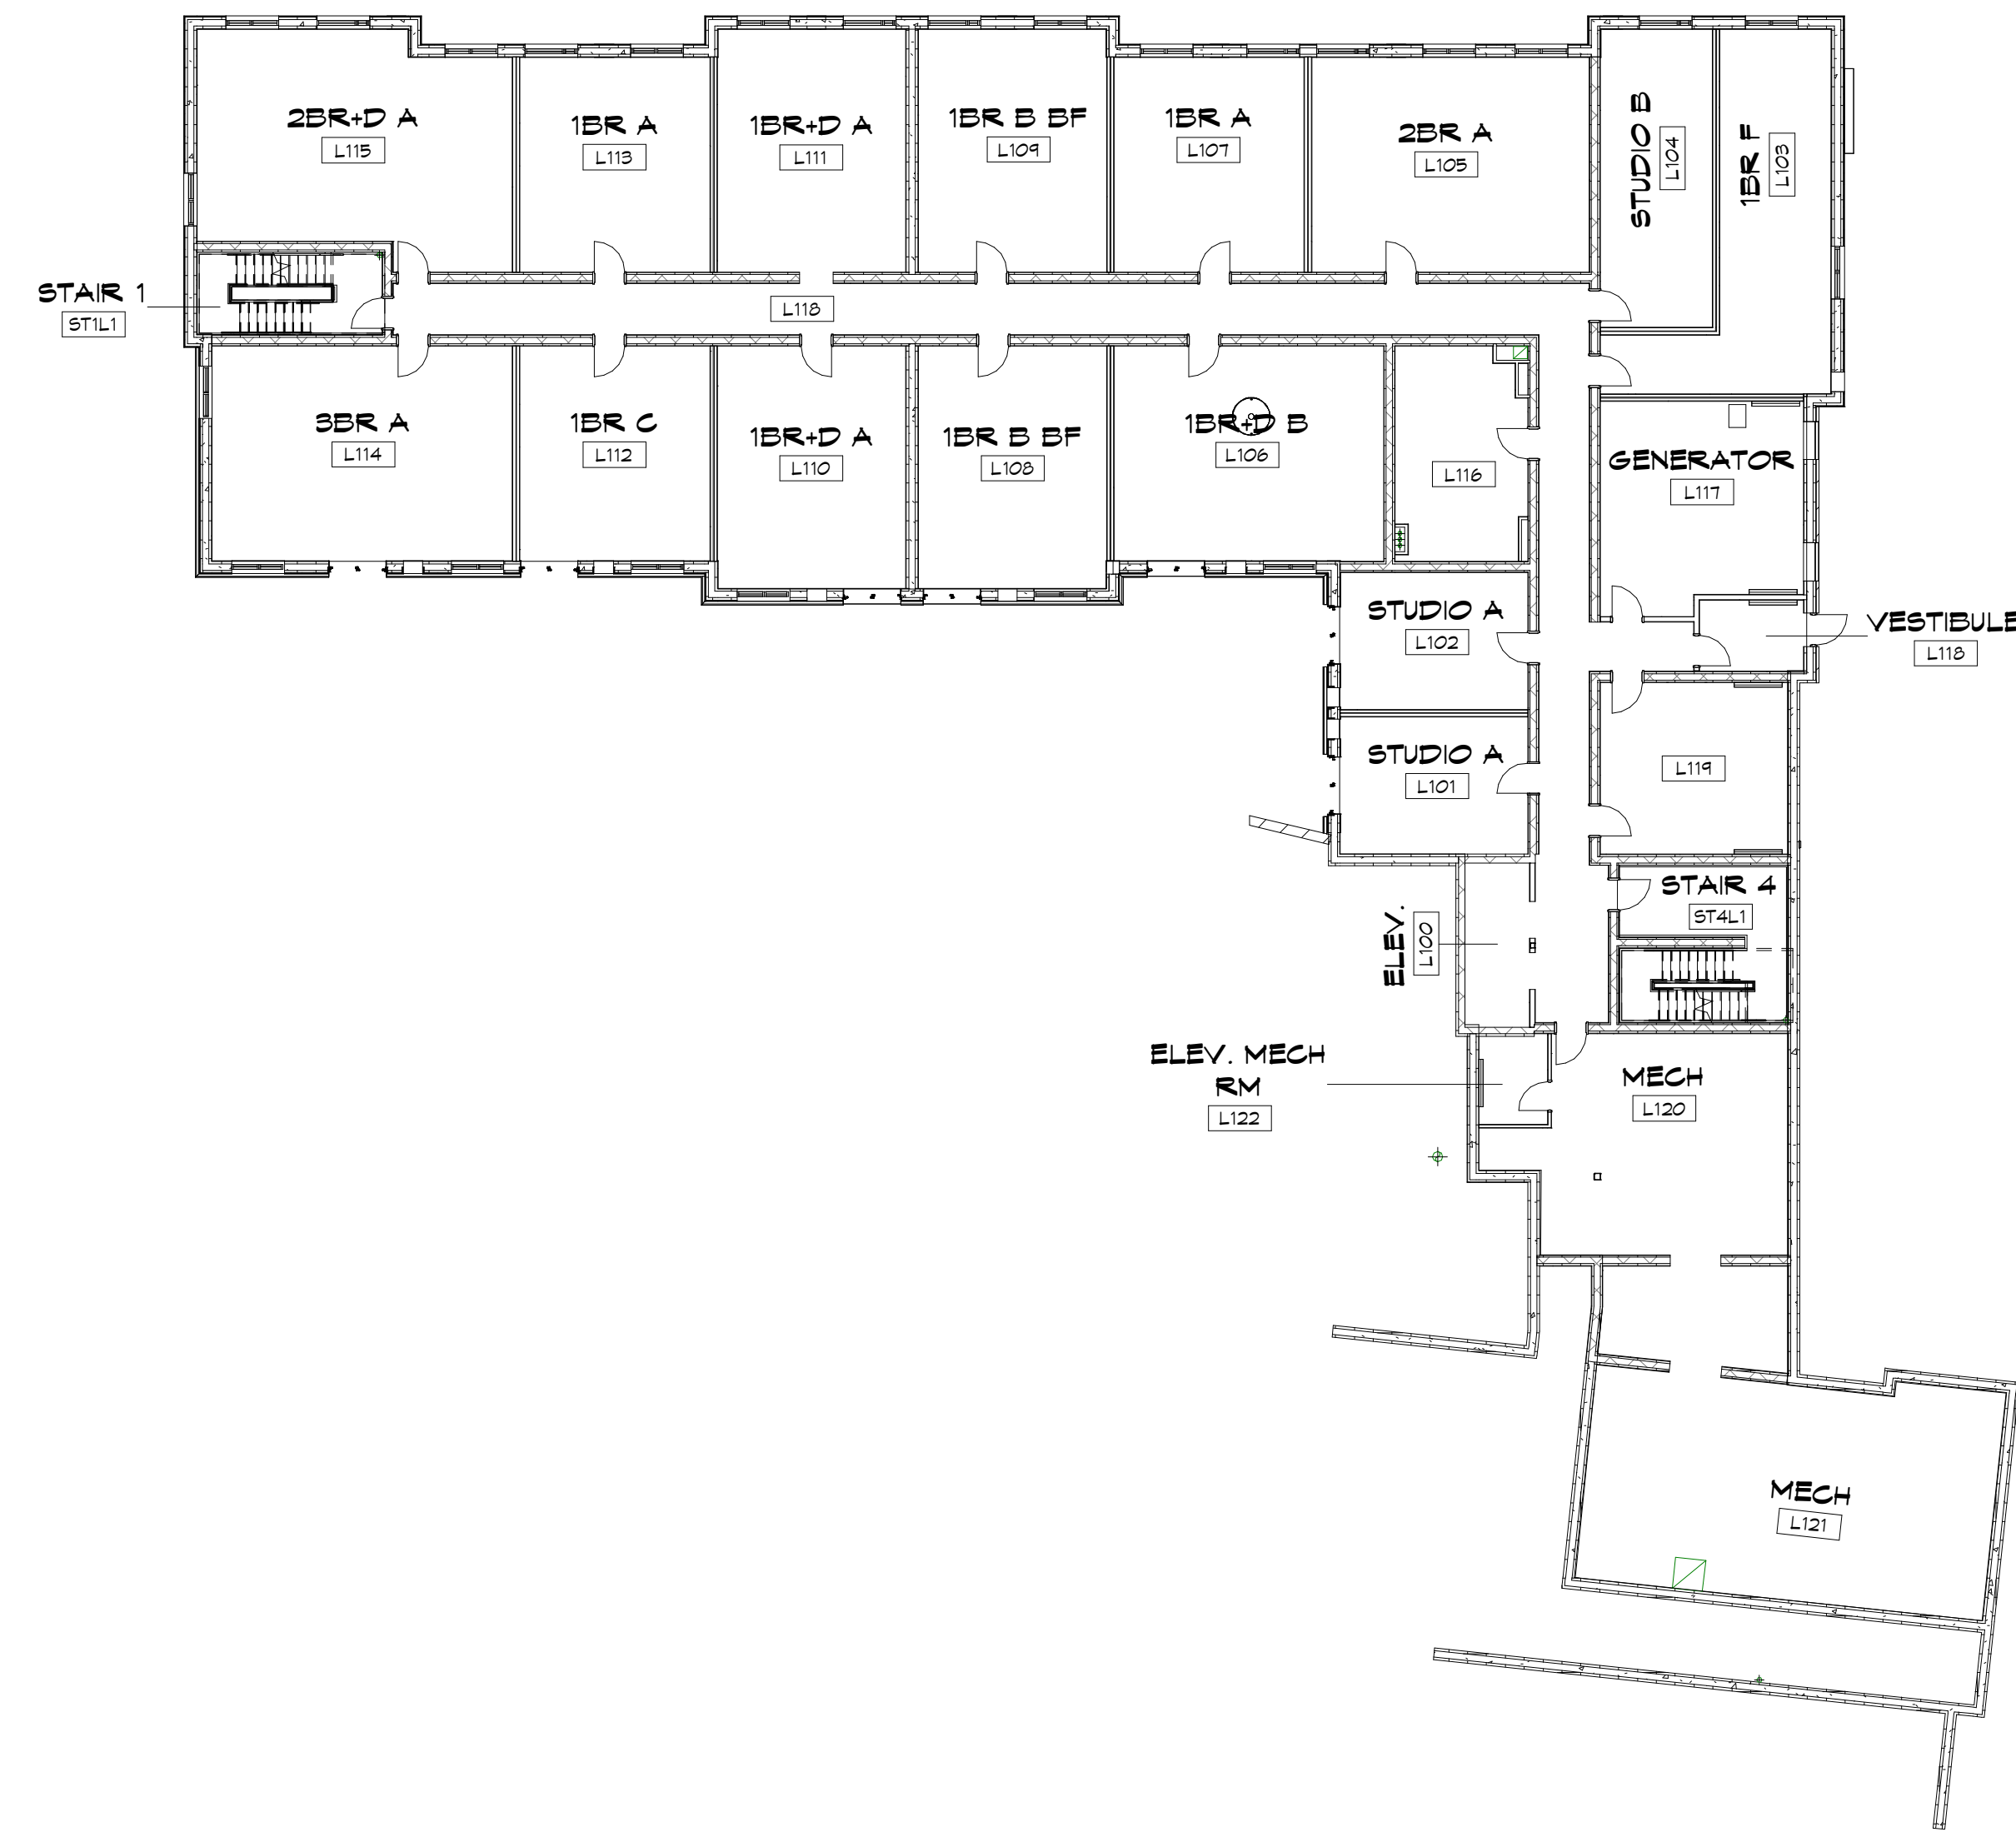 2BR+D A
L115
1BR A
L113
1BR+D A
L111
1BR B BF
L109
1BR A
L107
2BR A
L105
STUDIO B
L104
1BR F
L103
STAIR 1
ST1L1
L118
3BR A
L114
1BR C
L112
1BR+D A
L110
1BR B BF
L108
1BR+D B
L106
L116
GENERATOR
L117
STUDIO A
L102
VESTIBULE
L118
STUDIO A
L101
L119
STAIR 4
ST4L1
ELEV.
L100
ELEV. MECH
RM
L122
MECH
L120
MECH
L121